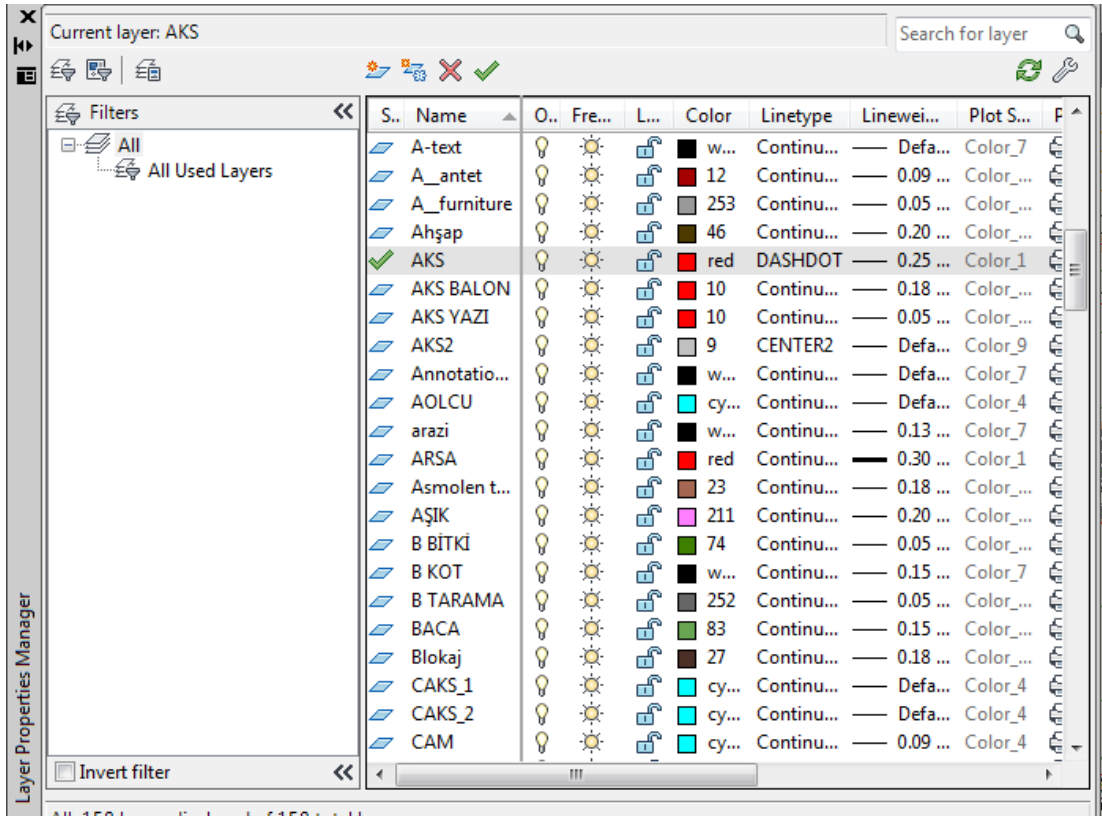 Current layer: AKS Search for layer
Filters
All
All Used Layers
S.. Name O.. Fre... L... Color Linetype Linewei... Plot S... P
A-text w... Continu... Defa... Color_7
A__antet 12 Continu... 0.09 ... Color_...
A__furniture 253 Continu... 0.05 ... Color_...
Ahşap 46 Continu... 0.20 ... Color_...
AKS red DASHDOT 0.25 ... Color_1
AKS BALON 10 Continu... 0.18 ... Color_...
AKS YAZI 10 Continu... 0.05 ... Color_...
AKS2 9 CENTER2 Defa... Color_9
Annotatio... w... Continu... Defa... Color_7
AOLCU cy... Continu... Defa... Color_4
arazi w... Continu... 0.13 ... Color_7
ARSA red Continu... 0.30 ... Color_1
Asmolen t... 23 Continu... 0.18 ... Color_...
AŞIK 211 Continu... 0.20 ... Color_...
B BİTKİ 74 Continu... 0.05 ... Color_...
B KOT w... Continu... 0.15 ... Color_7
B TARAMA 252 Continu... 0.05 ... Color_...
BACA 83 Continu... 0.15 ... Color_...
Blokaj 27 Continu... 0.18 ... Color_...
CAKS_1 cy... Continu... Defa... Color_4
CAKS_2 cy... Continu... Defa... Color_4
CAM cy... Continu... 0.09 ... Color_4
Invert filter
Layer Properties Manager